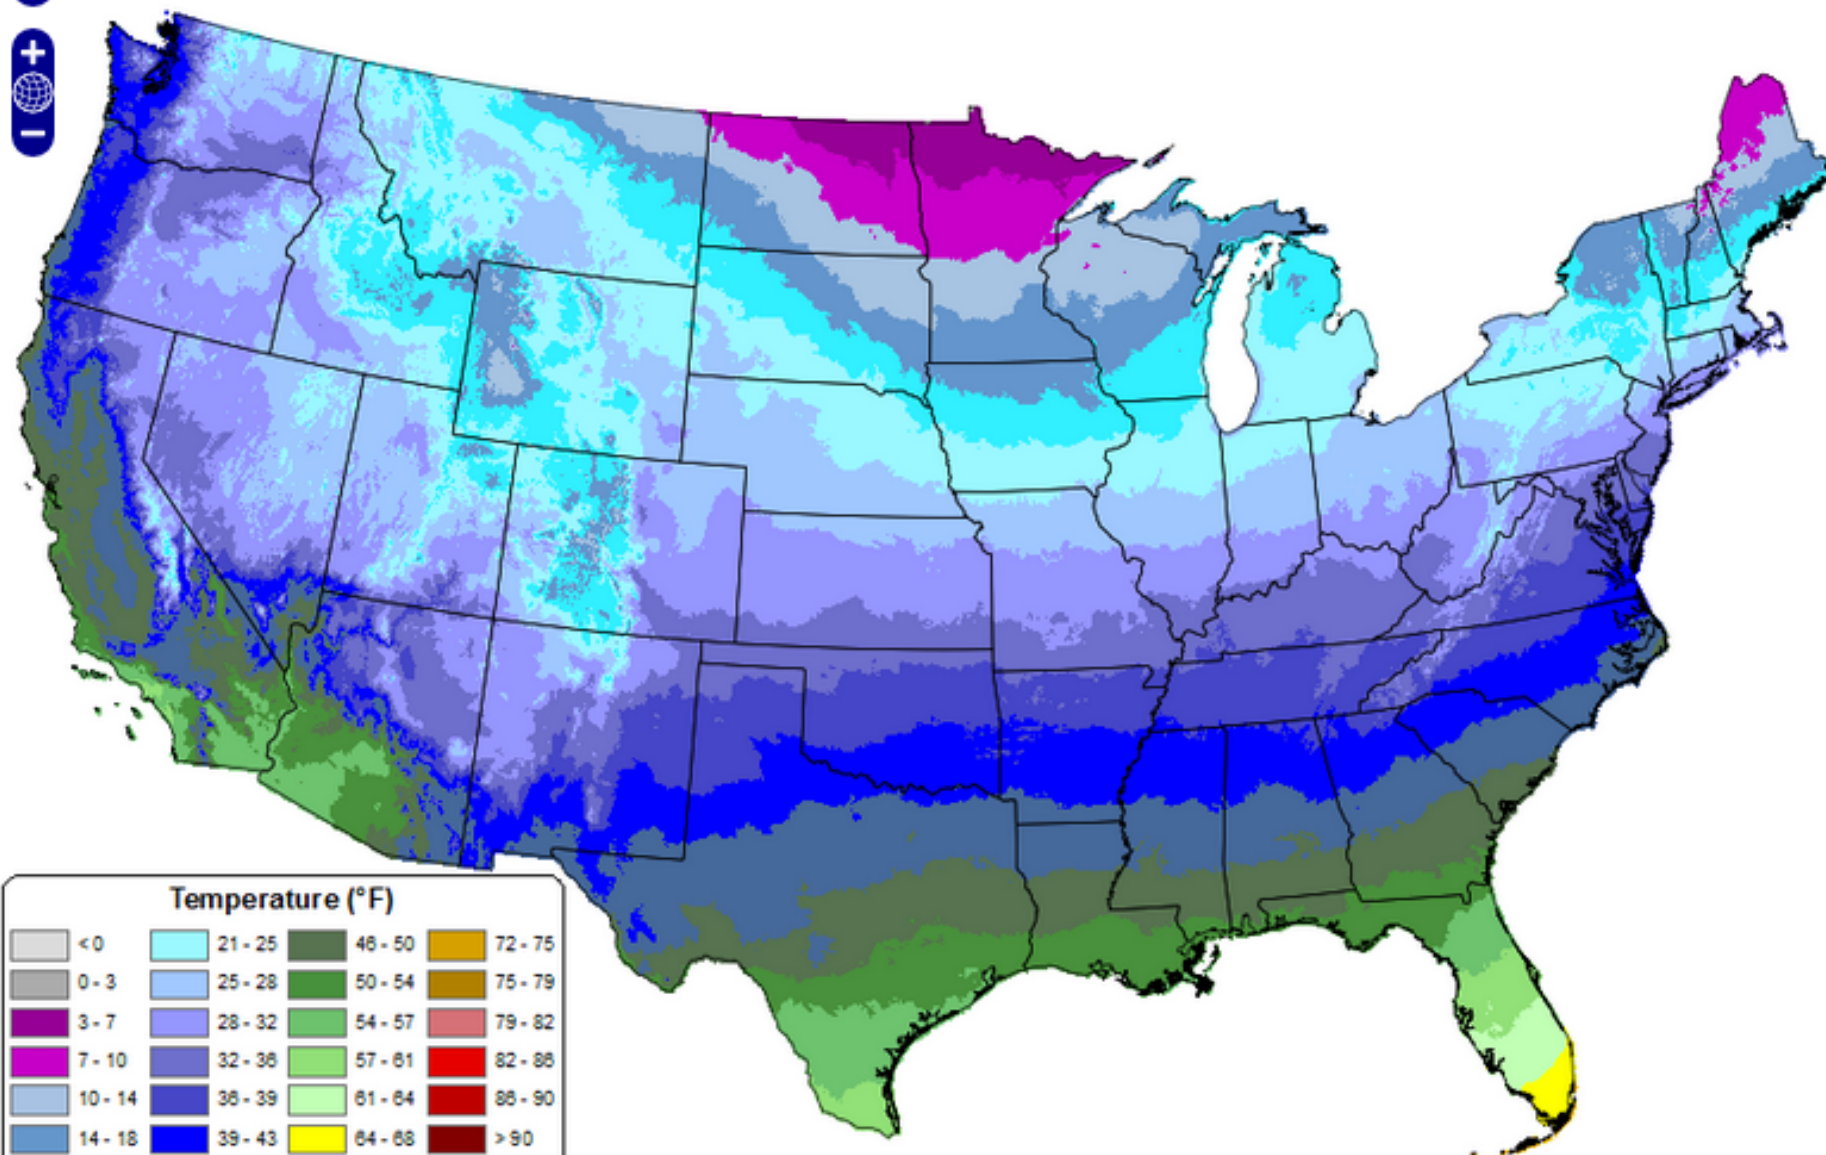 +
−
Temperature (°F)
< 0 21 - 25 46 - 50 72 - 75
0 - 3 25 - 28 50 - 54 75 - 79
3 - 7 28 - 32 54 - 57 79 - 82
7 - 10 32 - 36 57 - 61 82 - 86
10 - 14 36 - 39 61 - 64 86 - 90
14 - 18 39 - 43 64 - 68 > 90